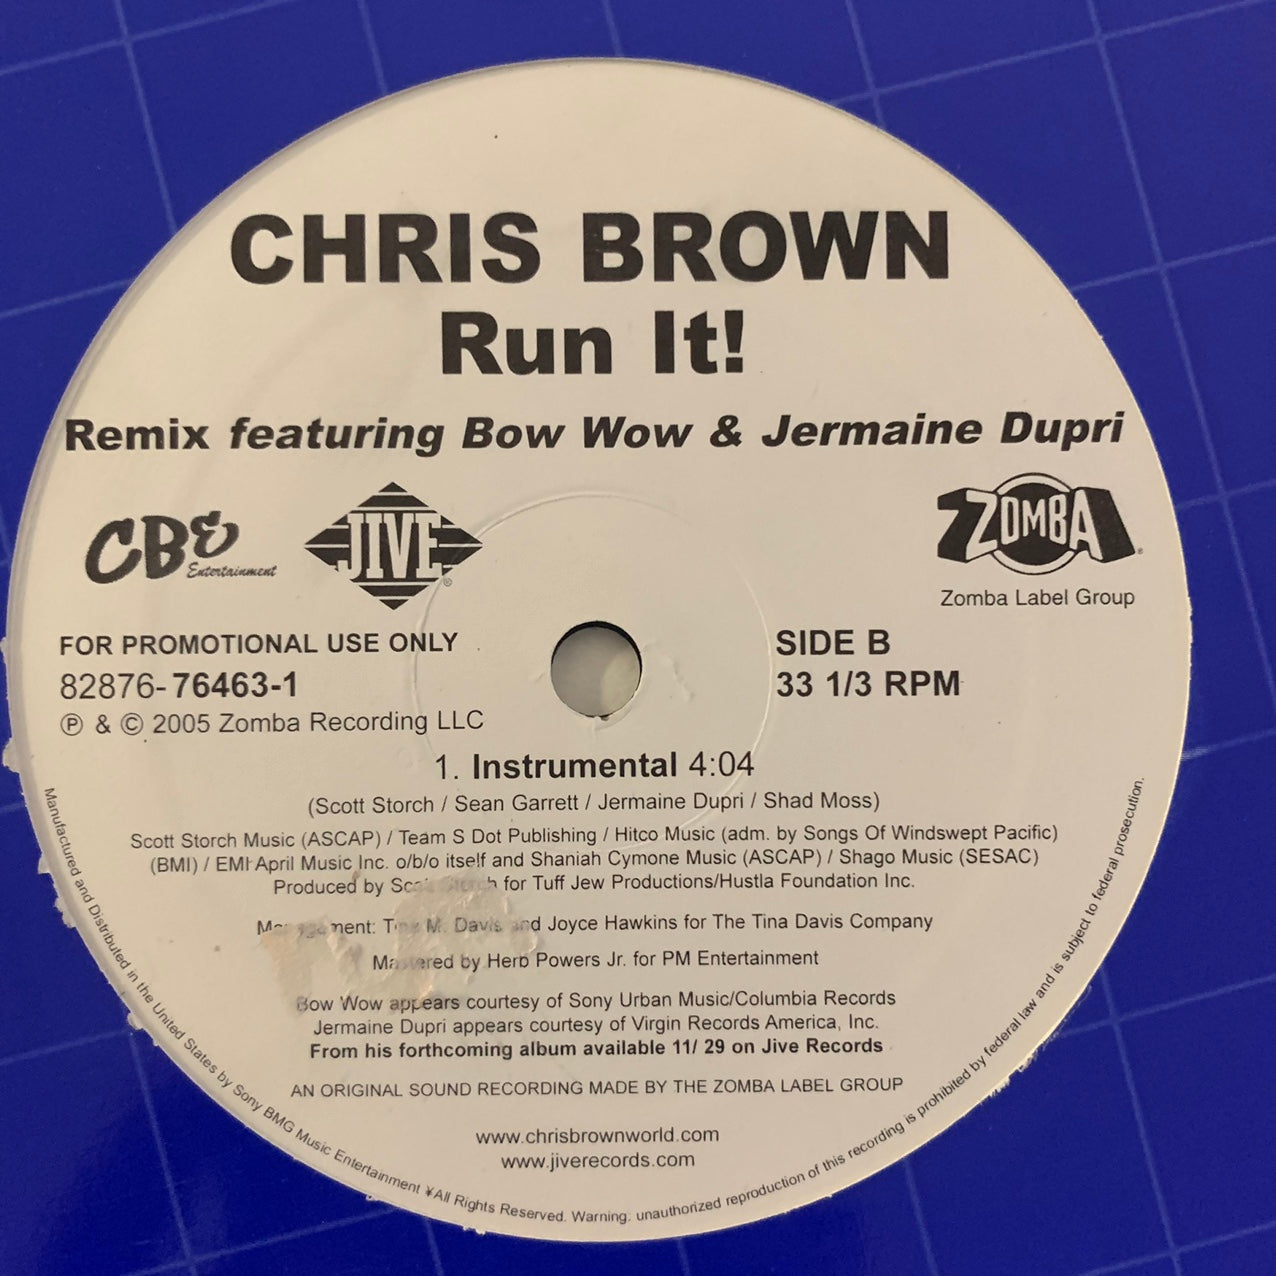 CHRIS BROWN
Run It!
Remix featuring Bow Wow & Jermaine Dupri
CBE
Entertainment
JIVE®
ZOMBA®
Zomba Label Group
FOR PROMOTIONAL USE ONLY
82876-76463-1
℗ & © 2005 Zomba Recording LLC
SIDE B
33 1/3 RPM
1. Instrumental 4:04
(Scott Storch / Sean Garrett / Jermaine Dupri / Shad Moss)
Scott Storch Music (ASCAP) / Team S Dot Publishing / Hitco Music (adm. by Songs Of Windswept Pacific)
(BMI) / EMI April Music Inc. o/b/o itself and Shaniah Cymone Music (ASCAP) / Shago Music (SESAC)
Produced by Scott Storch for Tuff Jew Productions/Hustla Foundation Inc.
Management: Tina M. Davis and Joyce Hawkins for The Tina Davis Company
Mastered by Herb Powers Jr. for PM Entertainment
Bow Wow appears courtesy of Sony Urban Music/Columbia Records
Jermaine Dupri appears courtesy of Virgin Records America, Inc.
From his forthcoming album available 11/ 29 on Jive Records
AN ORIGINAL SOUND RECORDING MADE BY THE ZOMBA LABEL GROUP
www.chrisbrownworld.com
www.jiverecords.com
Manufactured and Distributed in the United States by Sony BMG Music Entertainment ¥All Rights Reserved. Warning: unauthorized reproduction of this recording is prohibited by federal law and is subject to federal prosecution.